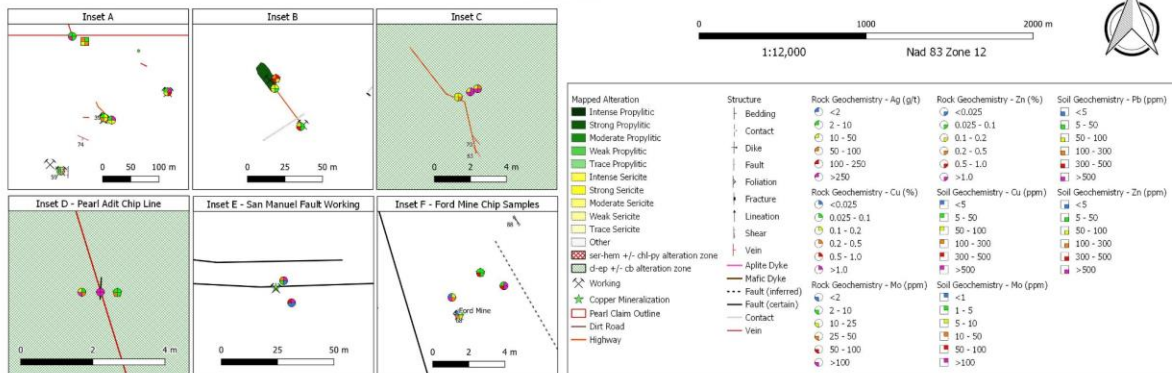 Inset A
39
74
59
0 50 100 m
Inset B
0 25 50 m
Inset C
70
83
0 2 4 m
Inset D - Pearl Adit Chip Line
0 2 4 m
Inset E - San Manuel Fault Working
0 25 50 m
Inset F - Ford Mine Chip Samples
88
Ford Mine
0 2 4 m
0 1000 2000 m
1:12,000 Nad 83 Zone 12
Mapped Alteration
Intense Propylitic
Strong Propylitic
Moderate Propylitic
Weak Propylitic
Trace Propylitic
Intense Sericite
Strong Sericite
Moderate Sericite
Weak Sericite
Trace Sericite
Other
ser-hem +/- chl-py alteration zone
cl-ep +/- cb alteration zone
Working
Copper Mineralization
Pearl Claim Outline
Dirt Road
Highway
Structure
Bedding
Contact
Dike
Fault
Foliation
Fracture
Lineation
Shear
Vein
Aplite Dyke
Mafic Dyke
Fault (inferred)
Fault (certain)
Contact
Vein
Rock Geochemistry - Ag (g/t)
<2
2 - 10
10 - 50
50 - 100
100 - 250
>250
Rock Geochemistry - Cu (%)
<0.025
0.025 - 0.1
0.1 - 0.2
0.2 - 0.5
0.5 - 1.0
>1.0
Rock Geochemistry - Mo (ppm)
<2
2 - 10
10 - 25
25 - 50
50 - 100
>100
Rock Geochemistry - Zn (%)
<0.025
0.025 - 0.1
0.1 - 0.2
0.2 - 0.5
0.5 - 1.0
>1.0
Soil Geochemistry - Cu (ppm)
<5
5 - 50
50 - 100
100 - 300
300 - 500
>500
Soil Geochemistry - Mo (ppm)
<1
1 - 5
5 - 10
10 - 50
50 - 100
>100
Soil Geochemistry - Pb (ppm)
<5
5 - 50
50 - 100
100 - 300
300 - 500
>500
Soil Geochemistry - Zn (ppm)
<5
5 - 50
50 - 100
100 - 300
300 - 500
>500